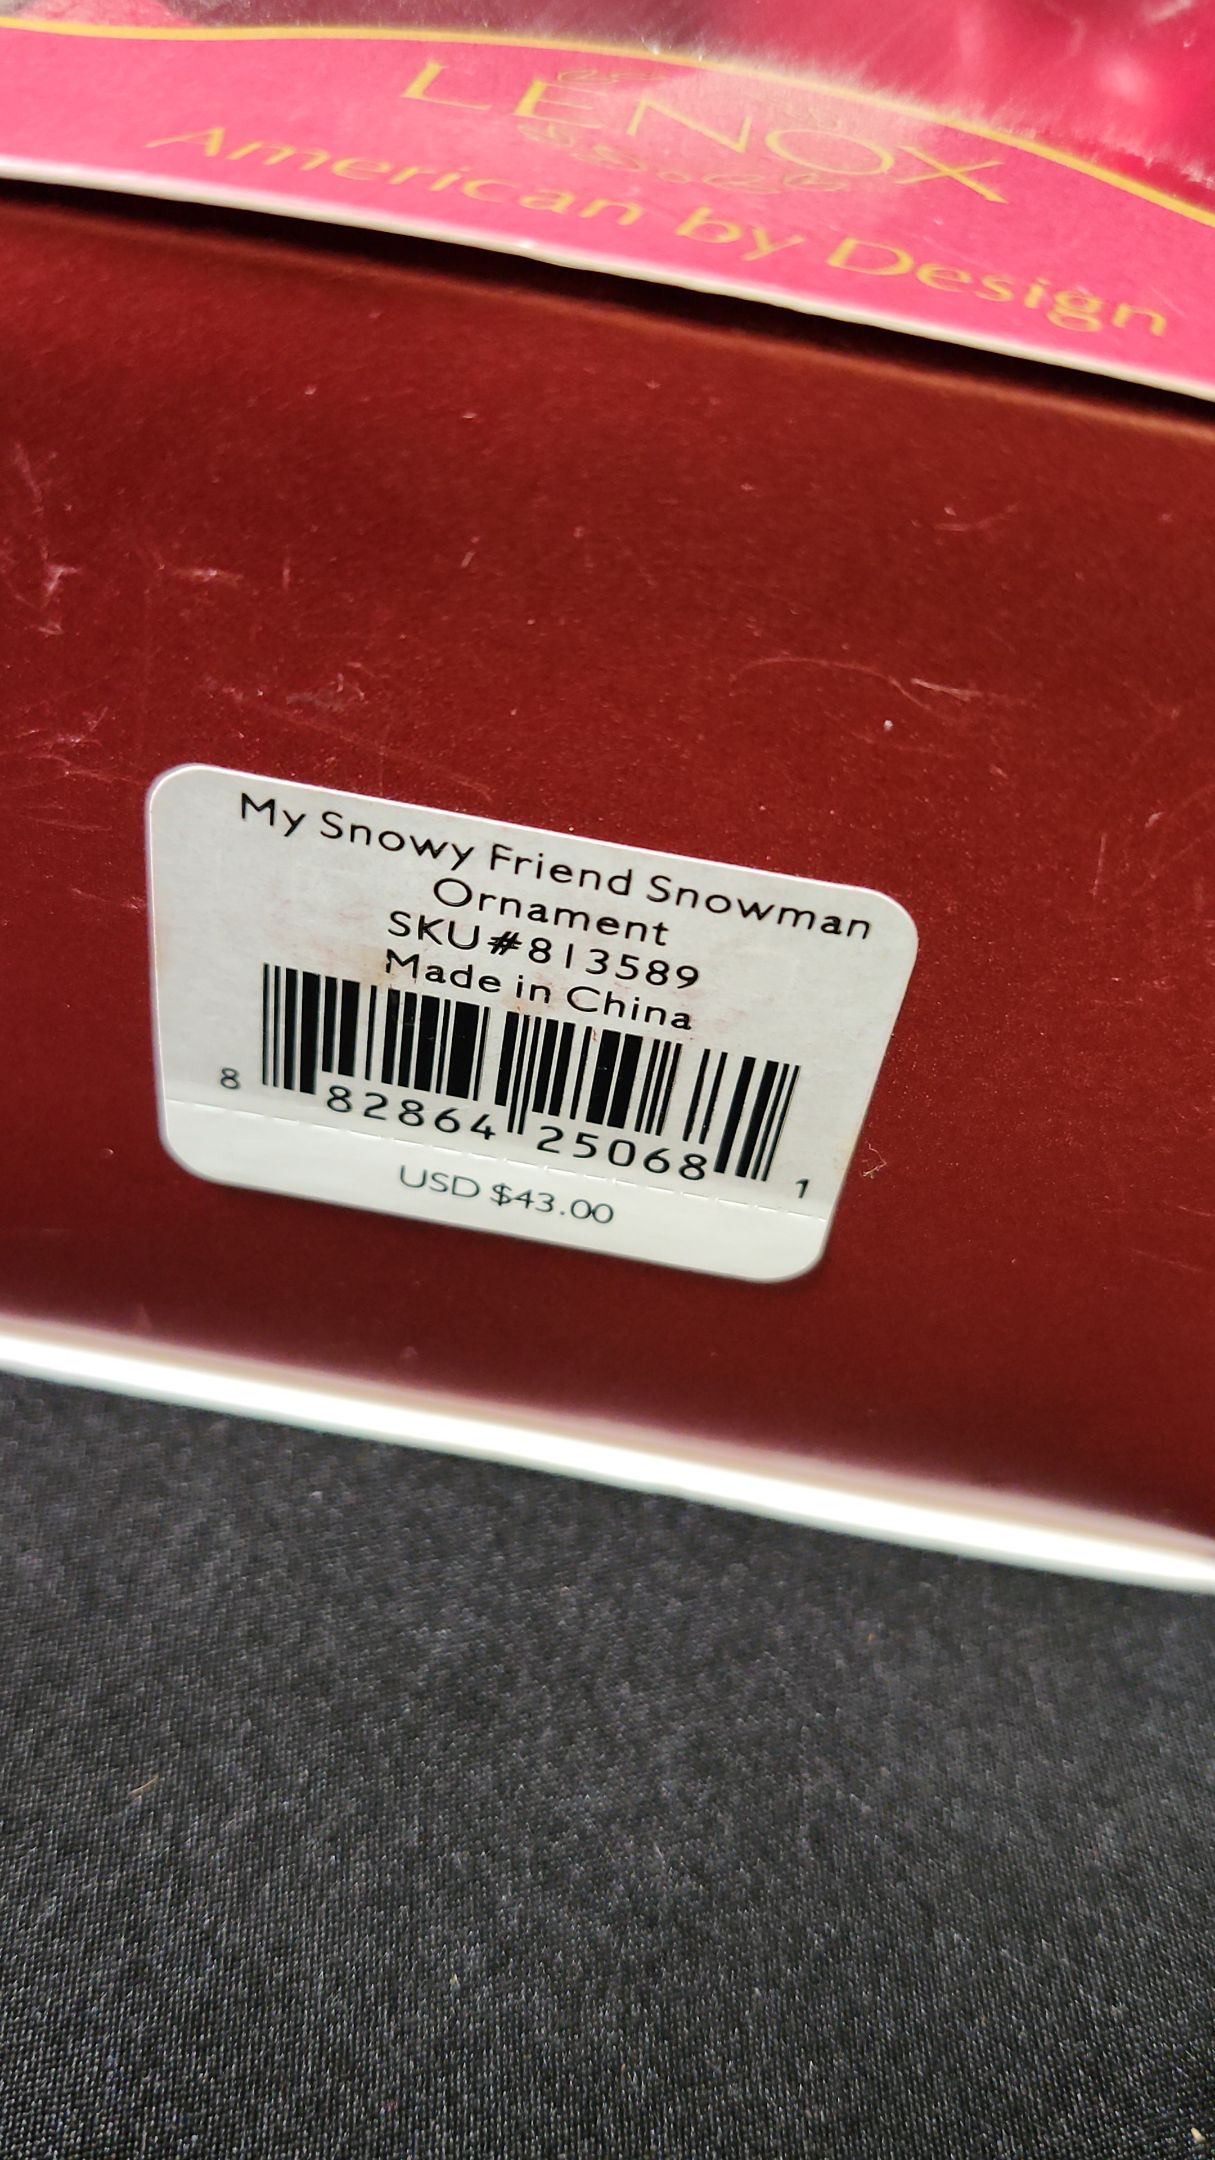 LENOX
American by Design
My Snowy Friend Snowman
Ornament
SKU#813589
Made in China
8 82864 25068 1
USD $43.00